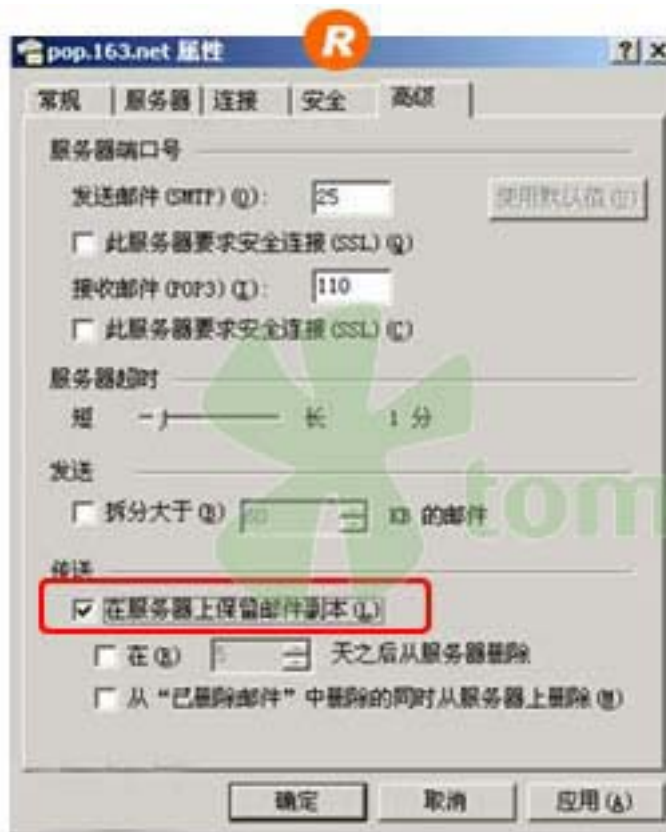 R
pop.163.net 属性
常规 服务器 连接 安全 高级
服务器端口号
发送邮件(SMTP)(O): 25 使用默认值(U)
此服务器要求安全连接(SSL)(Q)
接收邮件(POP3)(I): 110
此服务器要求安全连接(SSL)(C)
服务器超时
短 长 1 分
发送
拆分大于(B) 60 KB 的邮件
tom
传送
在服务器上保留邮件副本(L)
在(R) 5 天之后从服务器删除
从“已删除邮件”中删除的同时从服务器上删除(M)
确定 取消 应用(A)